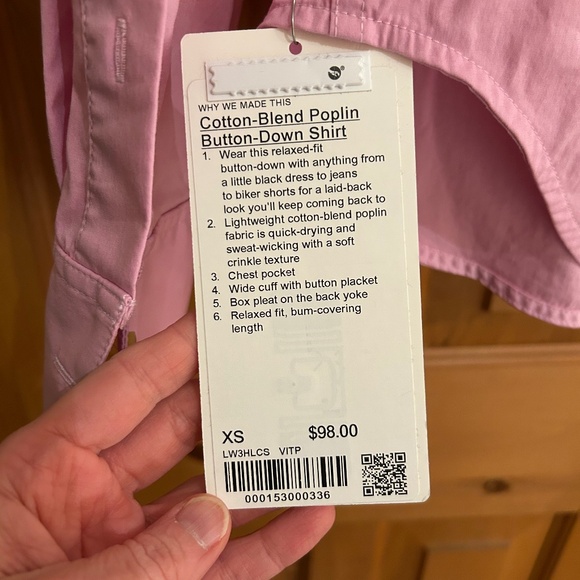 WHY WE MADE THIS
Cotton-Blend Poplin
Button-Down Shirt
1. Wear this relaxed-fit
button-down with anything from
a little black dress to jeans
to biker shorts for a laid-back
look you'll keep coming back to
2. Lightweight cotton-blend poplin
fabric is quick-drying and
sweat-wicking with a soft
crinkle texture
3. Chest pocket
4. Wide cuff with button placket
5. Box pleat on the back yoke
6. Relaxed fit, bum-covering
length
XS $98.00
LW3HLCS VITP
000153000336